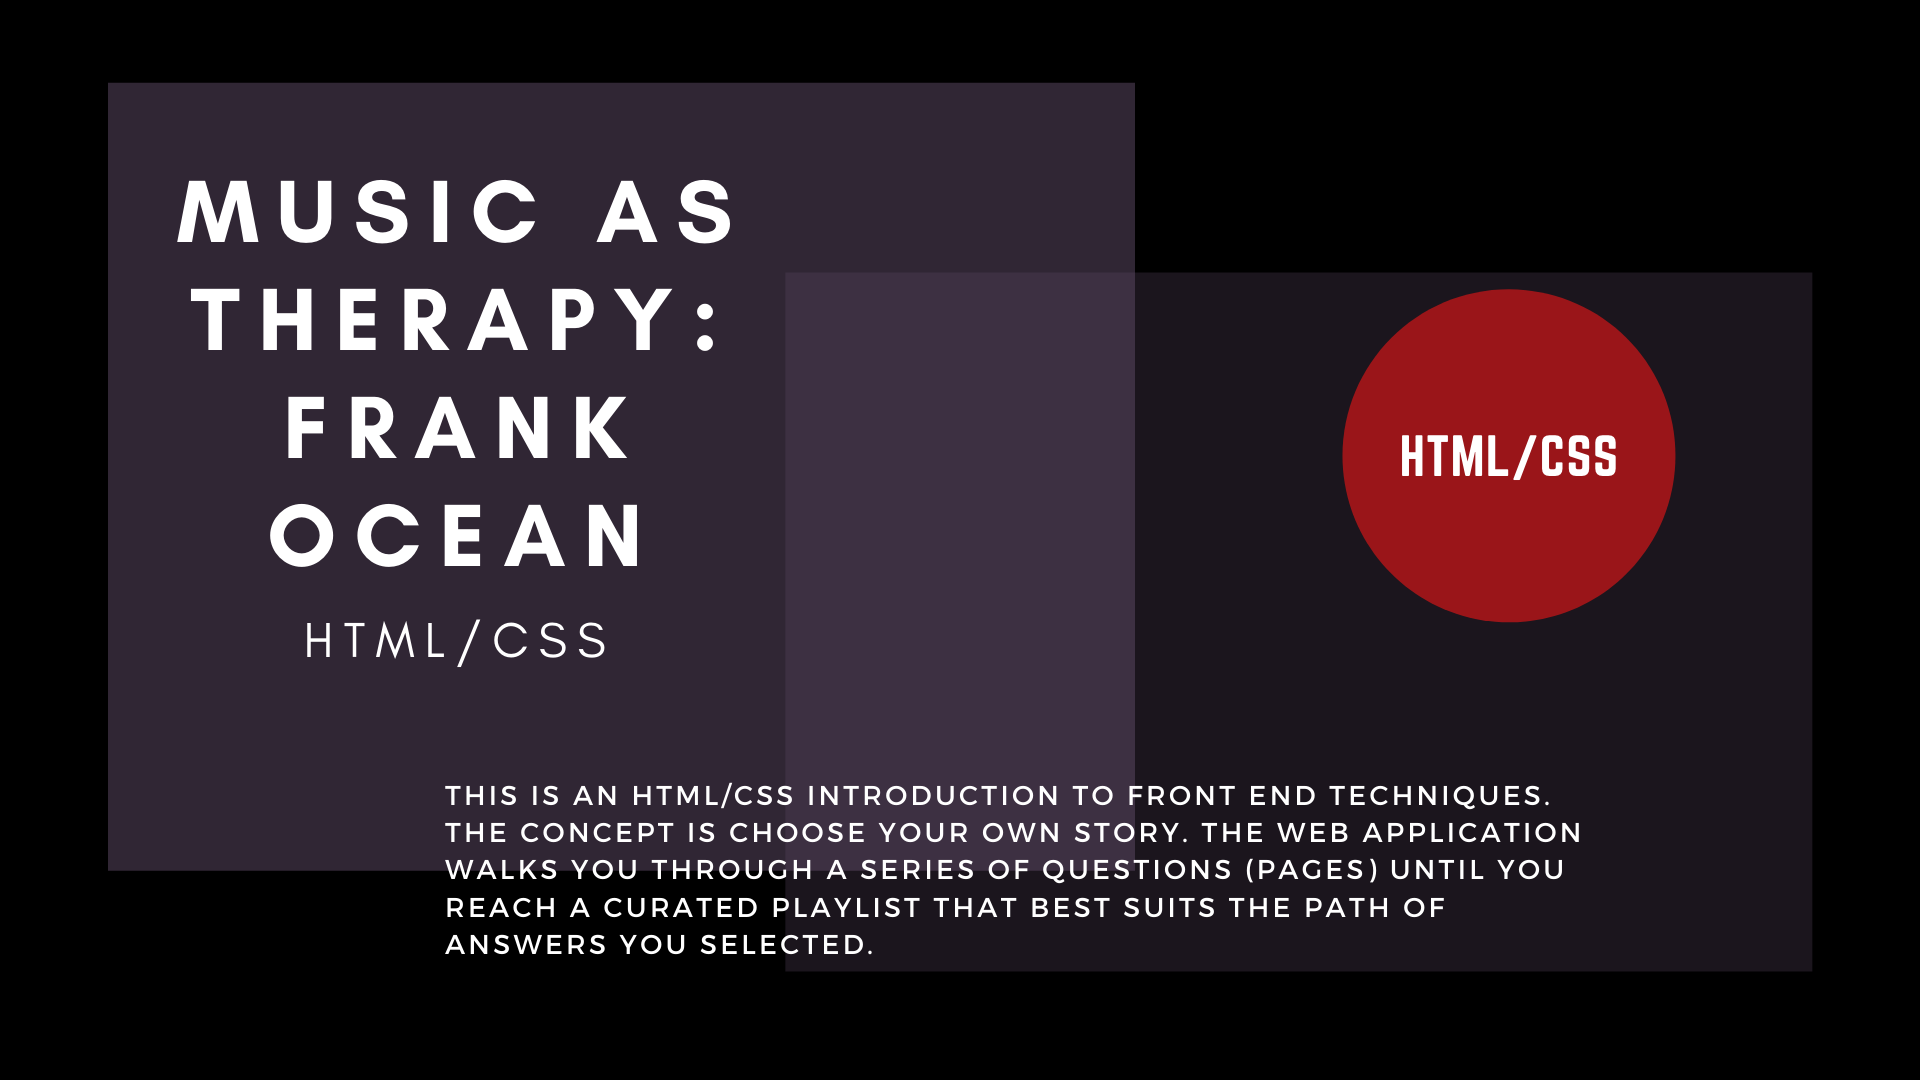 MUSIC AS
THERAPY:
FRANK
OCEAN
HTML/CSS
HTML/CSS
THIS IS AN HTML/CSS INTRODUCTION TO FRONT END TECHNIQUES.
THE CONCEPT IS CHOOSE YOUR OWN STORY. THE WEB APPLICATION
WALKS YOU THROUGH A SERIES OF QUESTIONS (PAGES) UNTIL YOU
REACH A CURATED PLAYLIST THAT BEST SUITS THE PATH OF
ANSWERS YOU SELECTED.